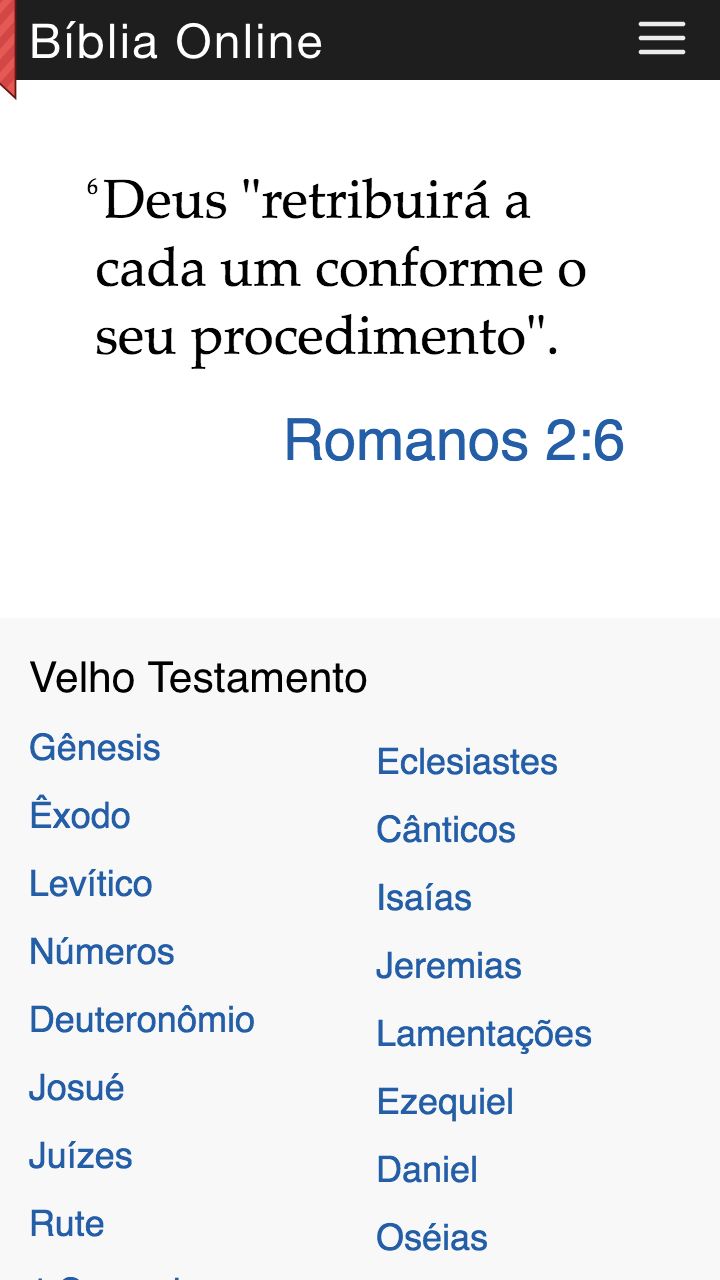 Bíblia Online
6 Deus "retribuirá a
cada um conforme o
seu procedimento".
Romanos 2:6
Velho Testamento
Gênesis
Êxodo
Levítico
Números
Deuteronômio
Josué
Juízes
Rute
Eclesiastes
Cânticos
Isaías
Jeremias
Lamentações
Ezequiel
Daniel
Oséias